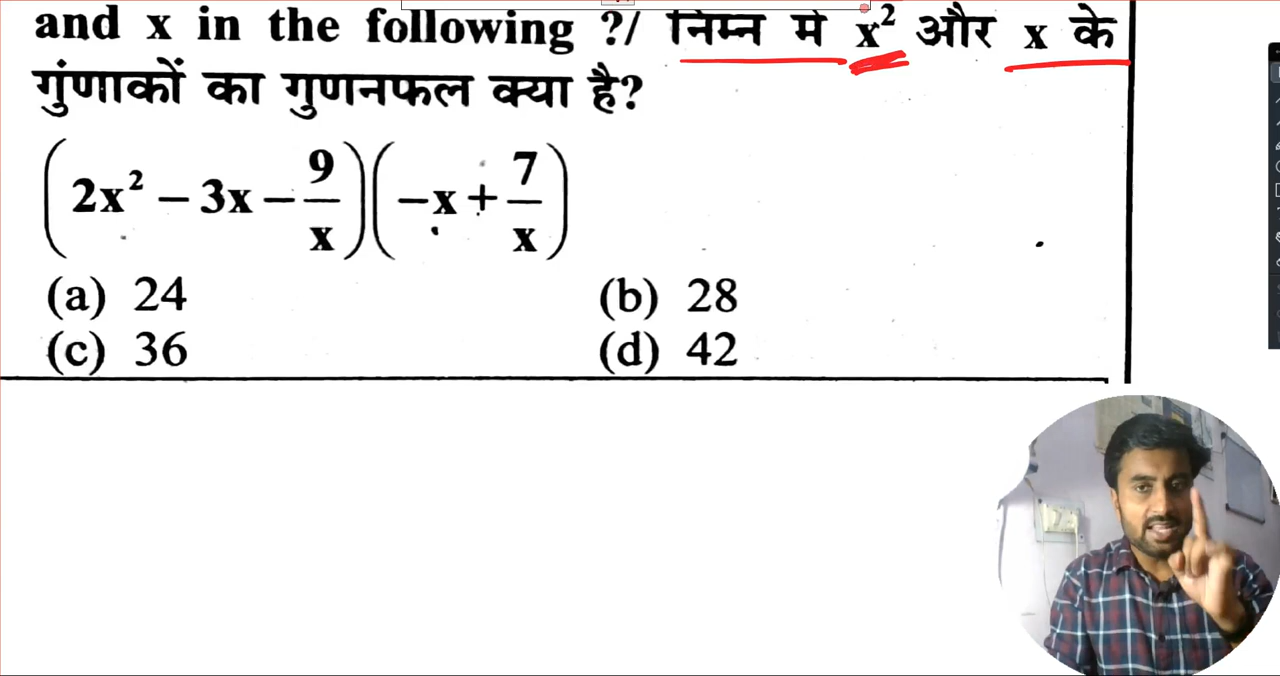 and x in the following ?/ निम्न मे x² और x के
गुंणाकों का गुणनफल क्या है?
(2x² − 3x − 9/x)(−x + 7/x)
(a) 24 (b) 28
(c) 36 (d) 42